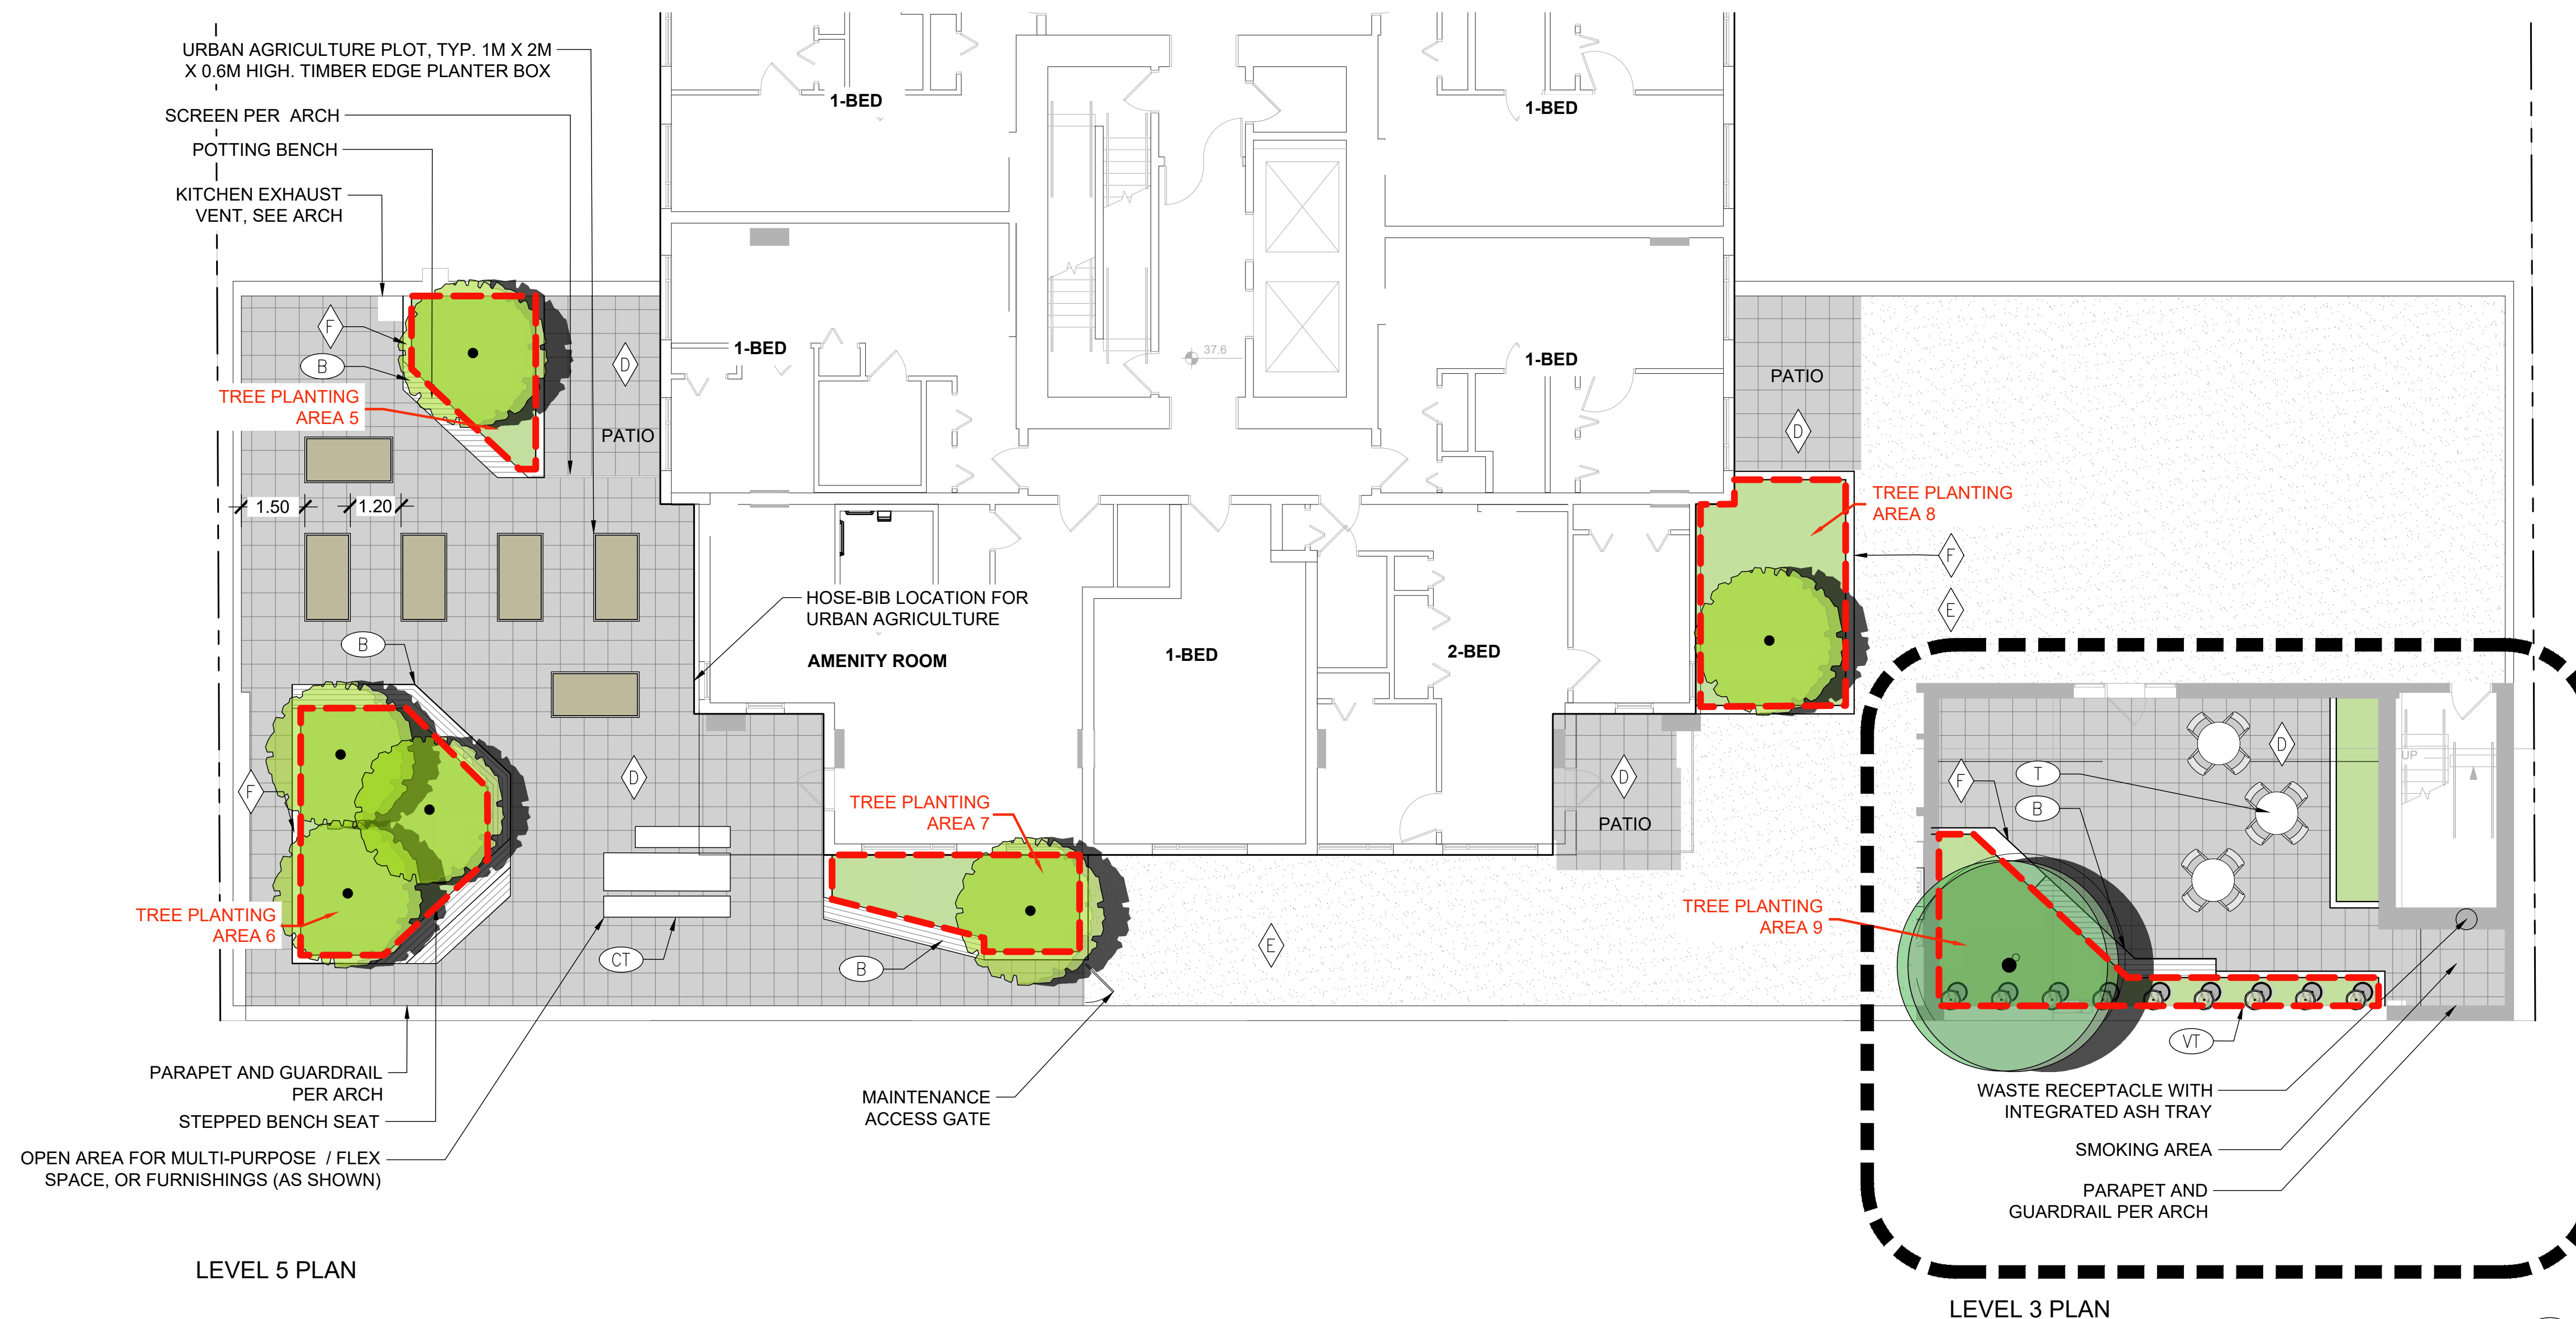 URBAN AGRICULTURE PLOT, TYP. 1M X 2M
X 0.6M HIGH. TIMBER EDGE PLANTER BOX
SCREEN PER ARCH
POTTING BENCH
KITCHEN EXHAUST
VENT, SEE ARCH
1-BED
1-BED
F
B
D
TREE PLANTING
AREA 5
PATIO
1-BED
37.6
1-BED
PATIO
D
1.50
1.20
TREE PLANTING
AREA 8
F
E
HOSE-BIB LOCATION FOR
URBAN AGRICULTURE
AMENITY ROOM
1-BED
2-BED
B
F
D
TREE PLANTING
AREA 6
CT
TREE PLANTING
AREA 7
B
D
PATIO
E
D
UP
F
T
B
TREE PLANTING
AREA 9
VT
PARAPET AND GUARDRAIL
PER ARCH
STEPPED BENCH SEAT
OPEN AREA FOR MULTI-PURPOSE / FLEX
SPACE, OR FURNISHINGS (AS SHOWN)
MAINTENANCE
ACCESS GATE
WASTE RECEPTACLE WITH
INTEGRATED ASH TRAY
SMOKING AREA
PARAPET AND
GUARDRAIL PER ARCH
LEVEL 5 PLAN
LEVEL 3 PLAN